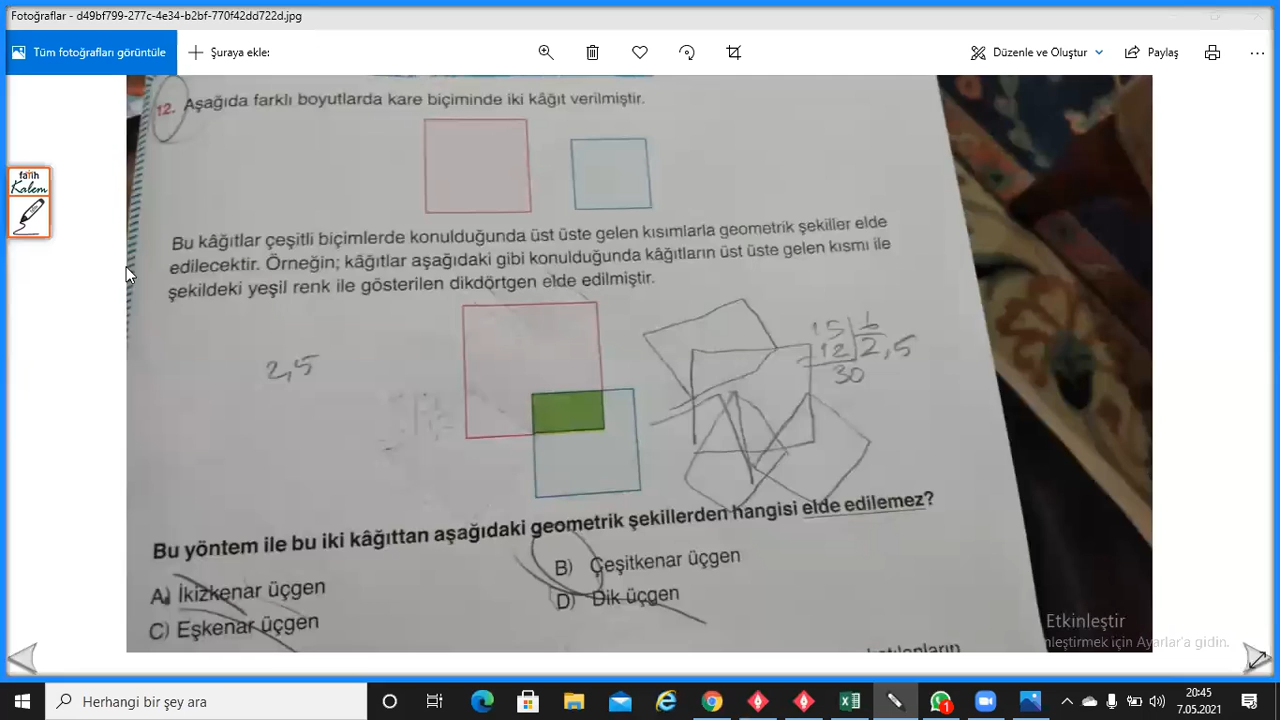 Fotoğraflar - d49bf799-277c-4e34-b2bf-770f42dd722d.jpg
Tüm fotoğrafları görüntüle
Şuraya ekle:
Düzenle ve Oluştur
Paylaş
fatih
Kalem
12. Aşağıda farklı boyutlarda kare biçiminde iki kâğıt verilmiştir.
Bu kâğıtlar çeşitli biçimlerde konulduğunda üst üste gelen kısımlarla geometrik şekiller elde
edilecektir. Örneğin; kâğıtlar aşağıdaki gibi konulduğunda kâğıtların üst üste gelen kısmı ile
şekildeki yeşil renk ile gösterilen dikdörtgen elde edilmiştir.
2,5
15 6
12 2,5
30
Bu yöntem ile bu iki kâğıttan aşağıdaki geometrik şekillerden hangisi elde edilemez?
A) İkizkenar üçgen
B) Çeşitkenar üçgen
C) Eşkenar üçgen
D) Dik üçgen
Etkinleştir
nleştirmek için Ayarlar'a gidin.
Herhangi bir şey ara
1
20:45
7.05.2021